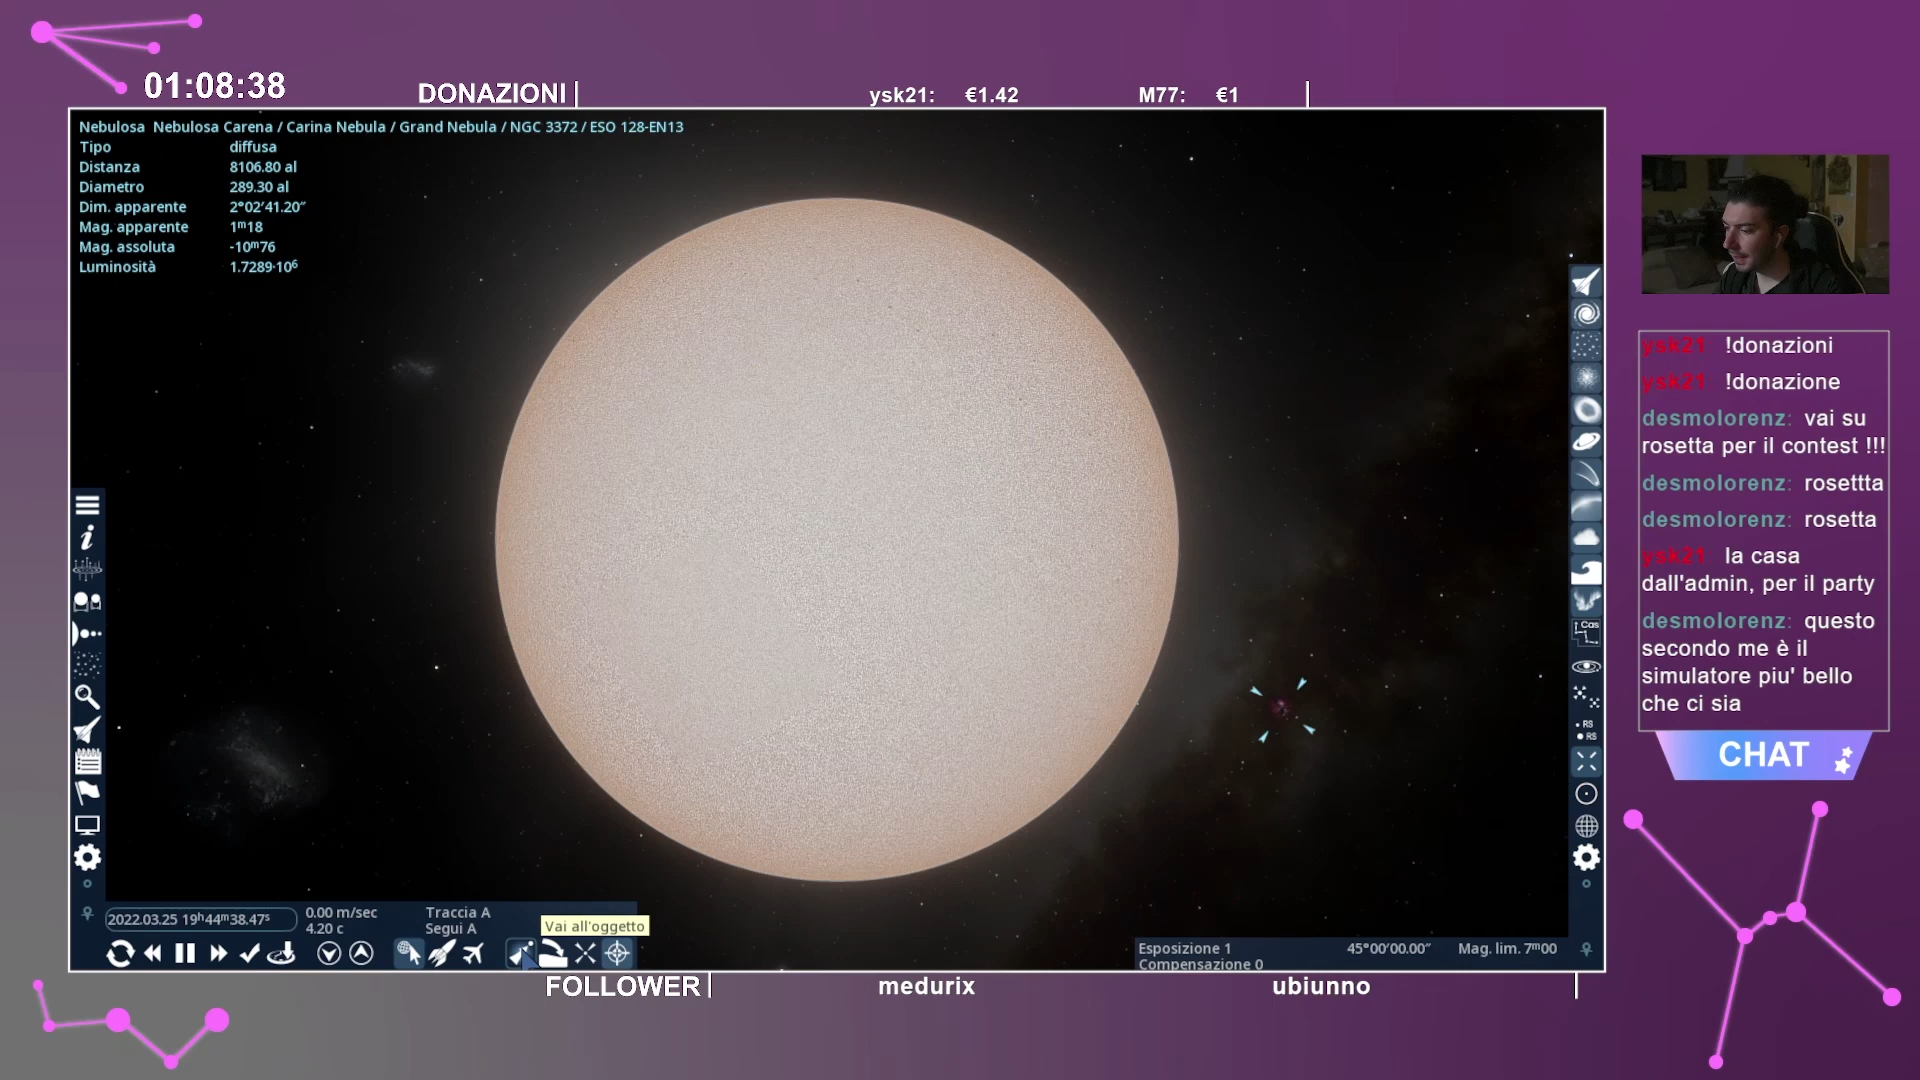 01:08:38
DONAZIONI
ysk21: €1.42
M77: €1
Nebulosa Nebulosa Carena / Carina Nebula / Grand Nebula / NGC 3372 / ESO 128-EN13
Tipo diffusa
Distanza 8106.80 al
Diametro 289.30 al
Dim. apparente 2°02′41.20″
Mag. apparente 1ᵐ18
Mag. assoluta -10ᵐ76
Luminosità 1.7289·10⁶
Cas
RS
RS
ysk21 !donazioni
ysk21 !donazione
desmolorenz: vai su
rosetta per il contest !!!
desmolorenz: rosettta
desmolorenz: rosetta
ysk21 la casa
dall'admin, per il party
desmolorenz: questo
secondo me è il
simulatore piu' bello
che ci sia
CHAT
2022.03.25 19ʰ44ᵐ38.47ˢ
0.00 m/sec
4.20 c
Traccia A
Segui A
Vai all'oggetto
Esposizione 1
Compensazione 0
45°00′00.00″
Mag. lim. 7ᵐ00
FOLLOWER
medurix
ubiunno